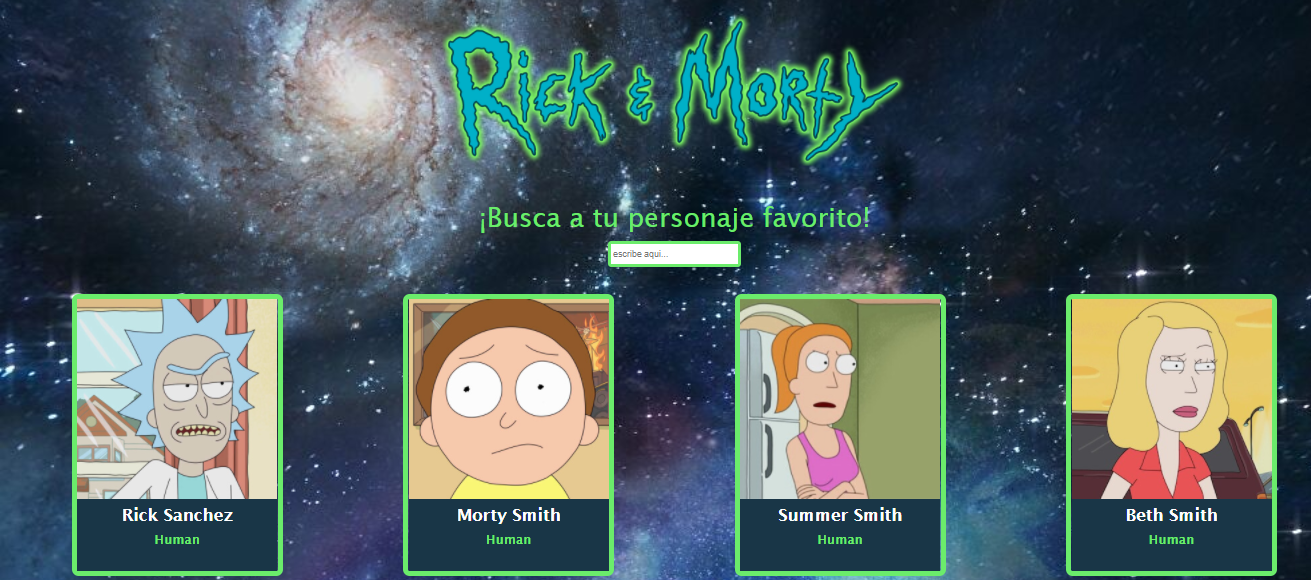 Rick & Morty
¡Busca a tu personaje favorito!
escribe aqui...
Rick Sanchez
Human
Morty Smith
Human
Summer Smith
Human
Beth Smith
Human